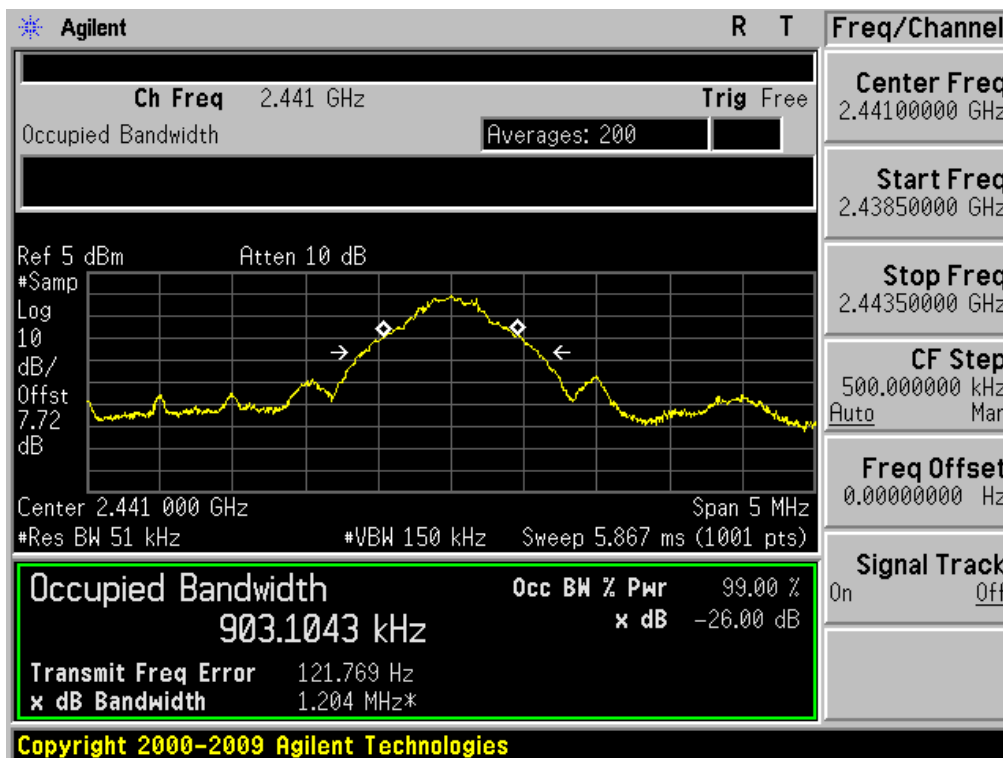 Agilent R T Freq/Channel
Ch Freq 2.441 GHz Trig Free
Occupied Bandwidth Averages: 200
Center Freq
2.44100000 GHz
Start Freq
2.43850000 GHz
Stop Freq
2.44350000 GHz
CF Step
500.000000 kHz
Auto Man
Freq Offset
0.00000000 Hz
Signal Track
On Off
Ref 5 dBm Atten 10 dB
#Samp
Log
10
dB/
Offst
7.72
dB
Center 2.441 000 GHz Span 5 MHz
#Res BW 51 kHz #VBW 150 kHz Sweep 5.867 ms (1001 pts)
Occupied Bandwidth Occ BW % Pwr 99.00 %
903.1043 kHz x dB -26.00 dB
Transmit Freq Error 121.769 Hz
x dB Bandwidth 1.204 MHz*
Copyright 2000-2009 Agilent Technologies